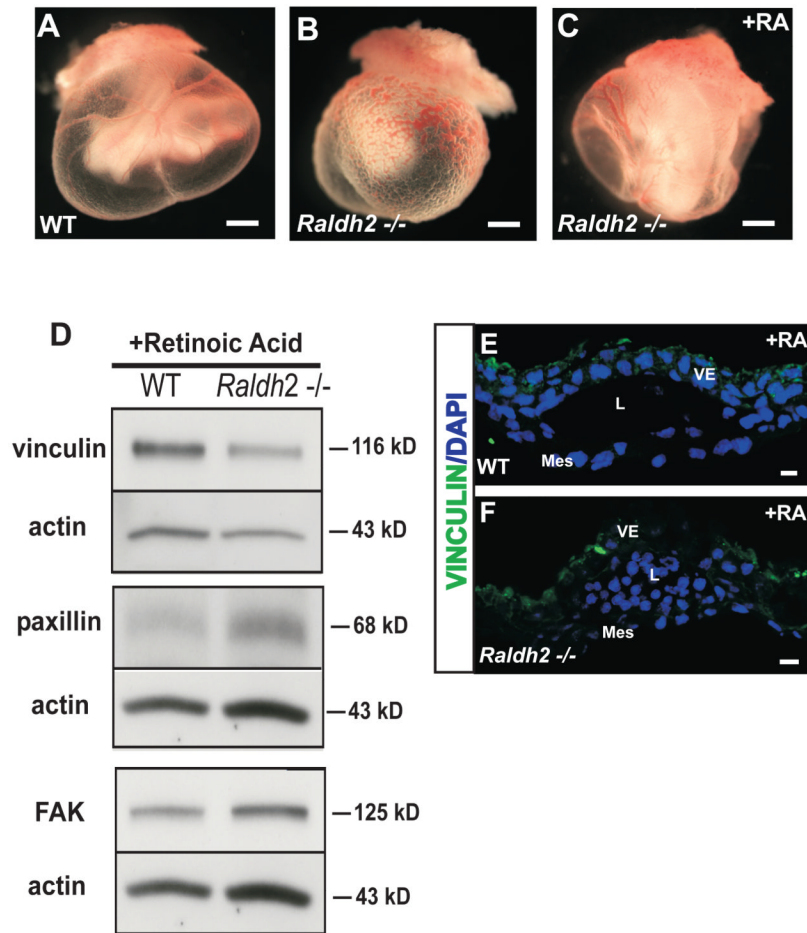 A
WT
B
Raldh2 -/-
C
+RA
Raldh2 -/-
D
+Retinoic Acid
WT Raldh2 -/-
vinculin
116 kD
actin
43 kD
paxillin
68 kD
actin
43 kD
FAK
125 kD
actin
43 kD
VINCULIN/DAPI
E
+RA
VE
L
Mes
WT
F
+RA
VE
L
Mes
Raldh2 -/-